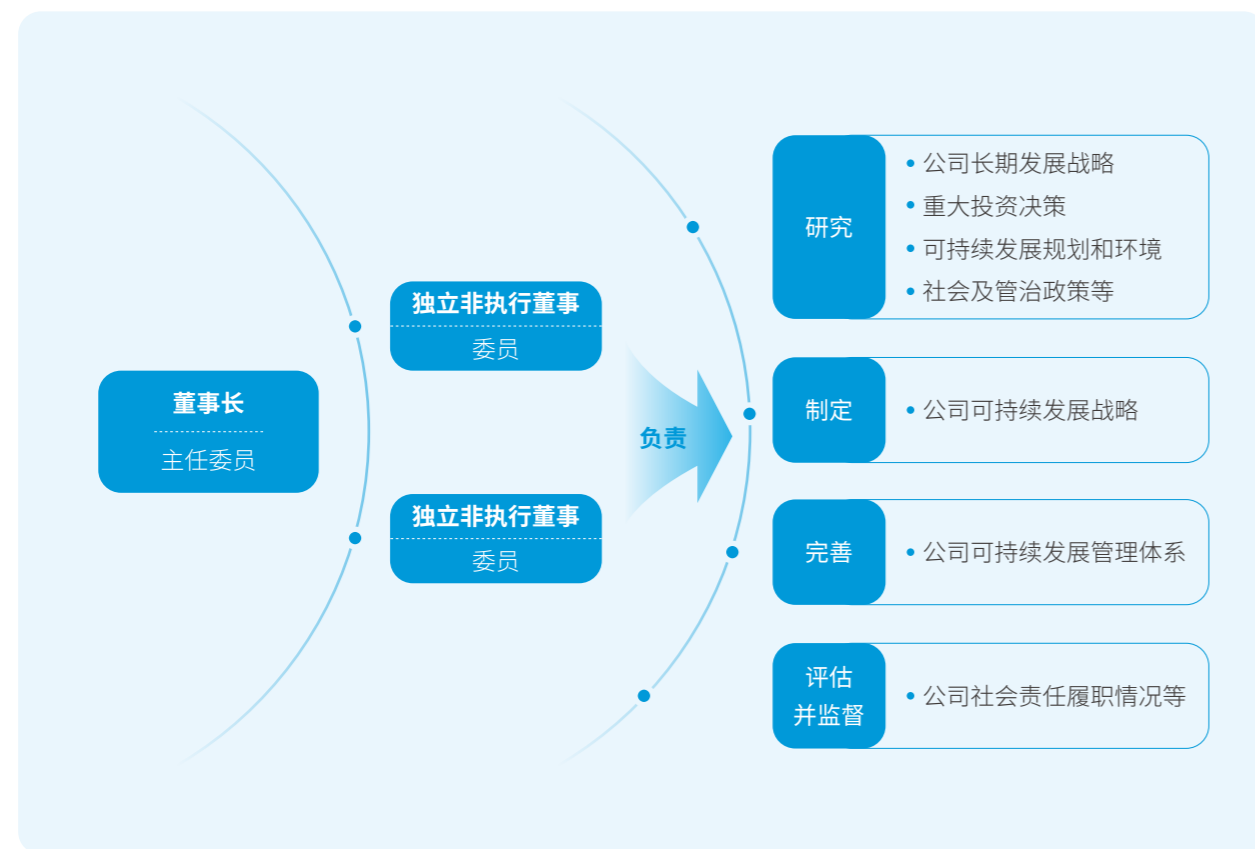 董事长
主任委员
独立非执行董事
委员
独立非执行董事
委员
负责
研究
• 公司长期发展战略
• 重大投资决策
• 可持续发展规划和环境
• 社会及管治政策等
制定
• 公司可持续发展战略
完善
• 公司可持续发展管理体系
评估
并监督
• 公司社会责任履职情况等